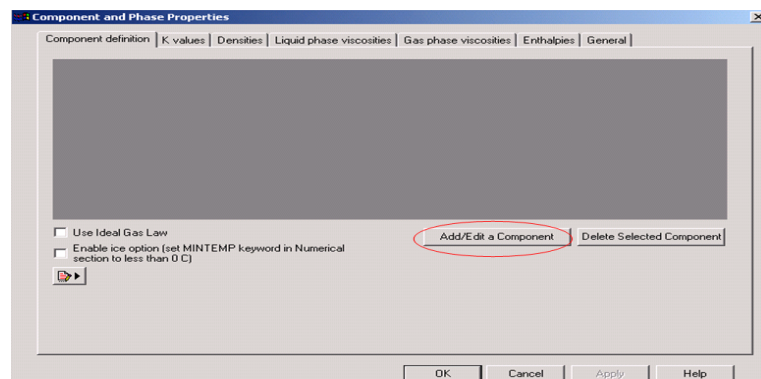 Component and Phase Properties
Component definition K values Densities Liquid phase viscosities Gas phase viscosities Enthalpies General
Use Ideal Gas Law
Add/Edit a Component Delete Selected Component
Enable ice option (set MINTEMP keyword in Numerical
section to less than 0 C)
OK Cancel Apply Help